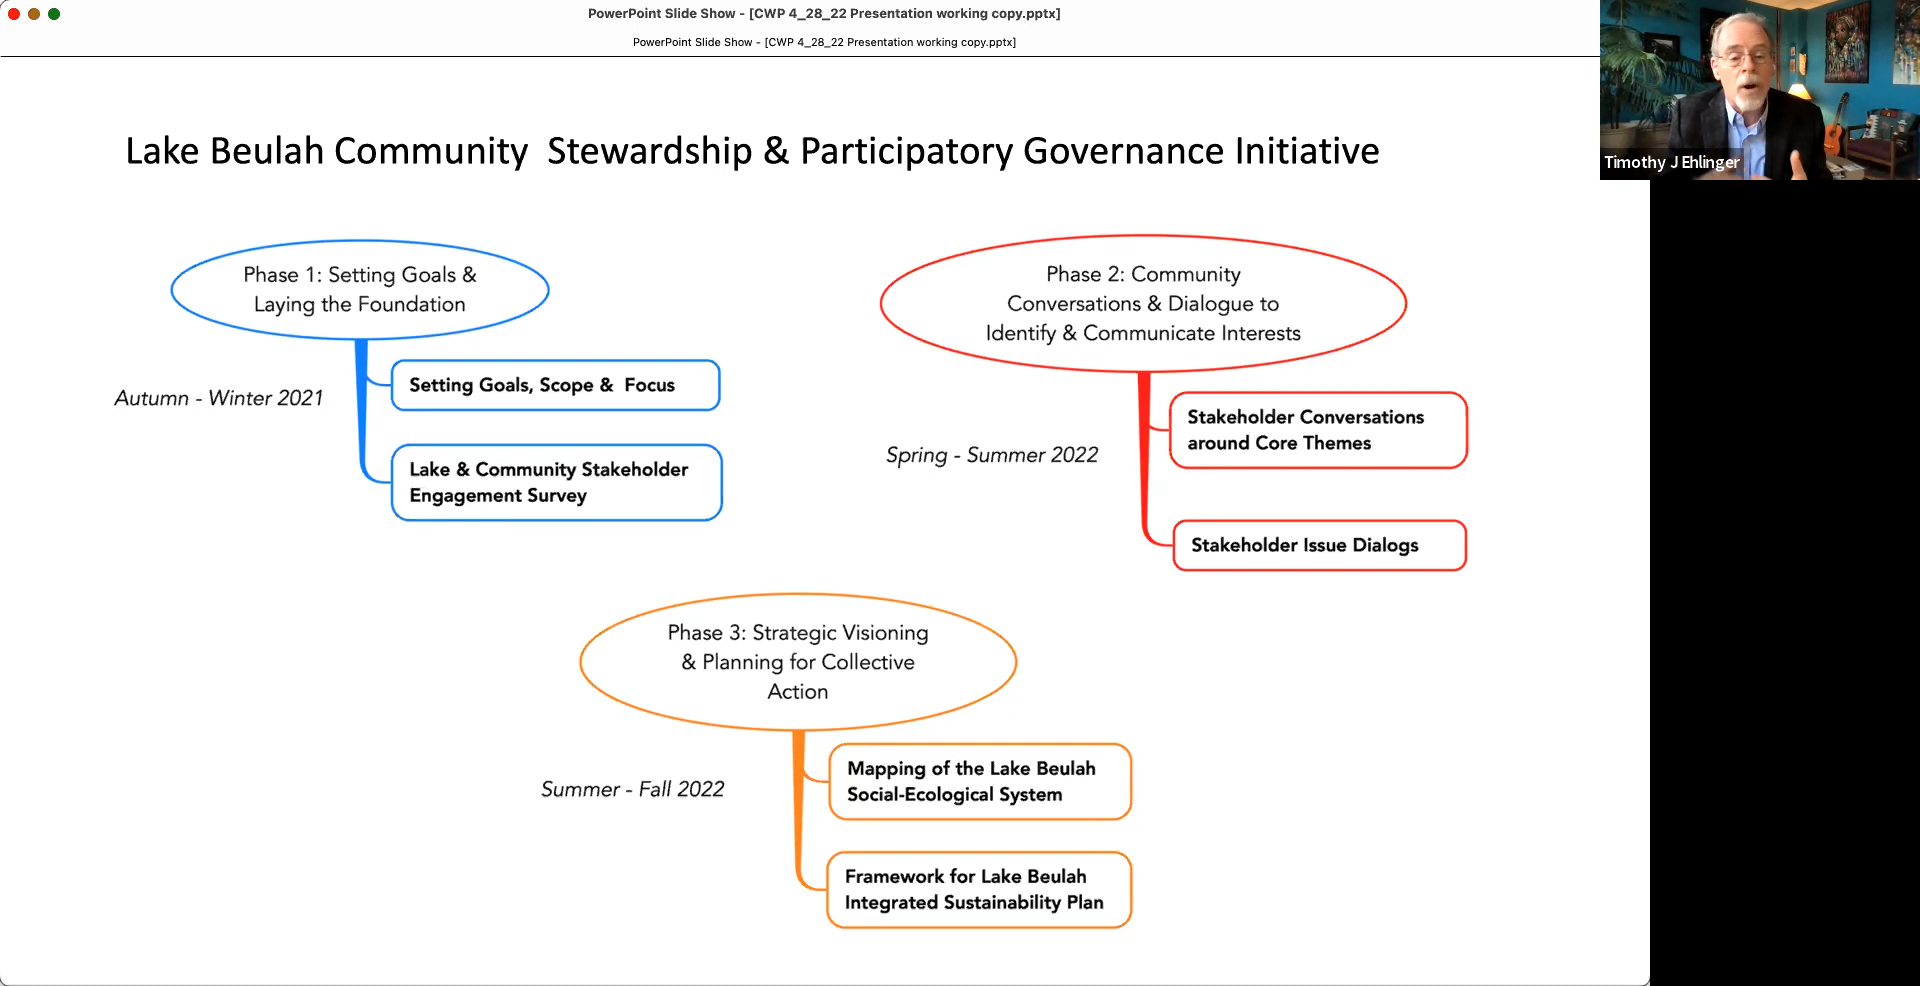 PowerPoint Slide Show - [CWP 4_28_22 Presentation working copy.pptx]
PowerPoint Slide Show - [CWP 4_28_22 Presentation working copy.pptx]
Timothy J Ehlinger
Lake Beulah Community Stewardship & Participatory Governance Initiative
Phase 1: Setting Goals &
Laying the Foundation
Autumn - Winter 2021
Setting Goals, Scope & Focus
Lake & Community Stakeholder
Engagement Survey
Phase 2: Community
Conversations & Dialogue to
Identify & Communicate Interests
Spring - Summer 2022
Stakeholder Conversations
around Core Themes
Stakeholder Issue Dialogs
Phase 3: Strategic Visioning
& Planning for Collective
Action
Summer - Fall 2022
Mapping of the Lake Beulah
Social-Ecological System
Framework for Lake Beulah
Integrated Sustainability Plan